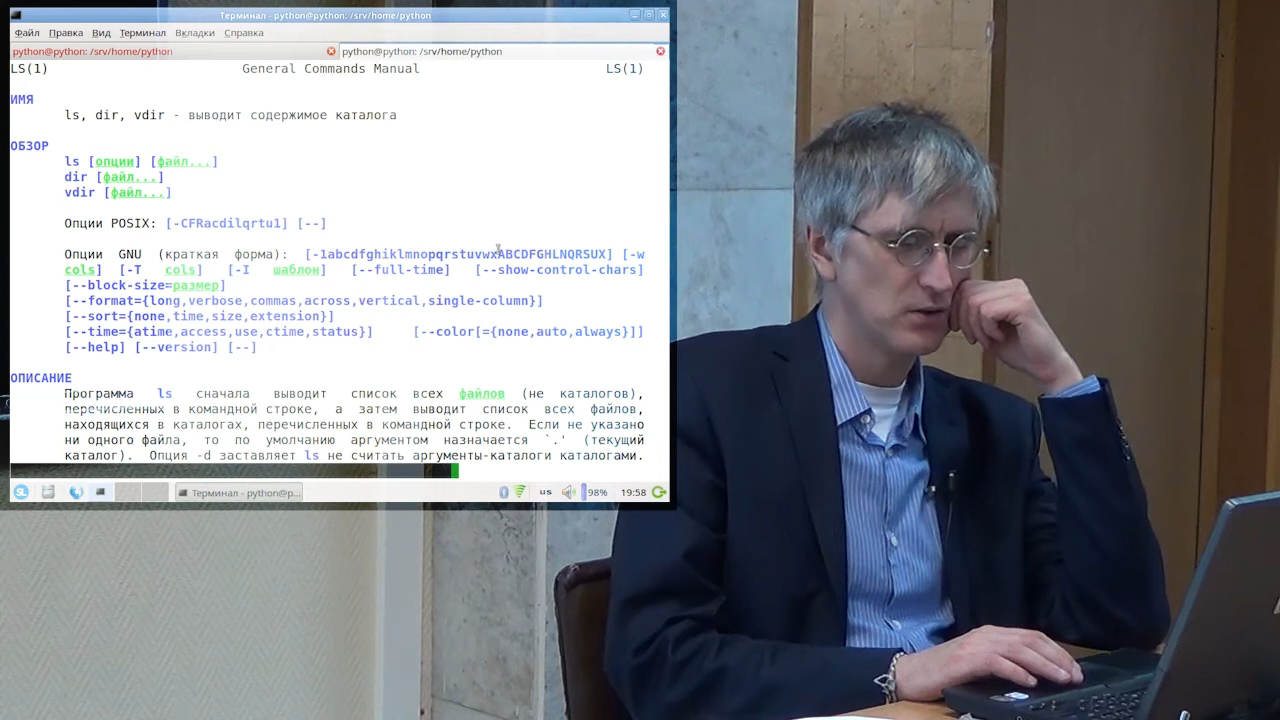 Терминал - python@python: /srv/home/python
Файл Правка Вид Терминал Вкладки Справка
python@python: /srv/home/python python@python: /srv/home/python
LS(1) General Commands Manual LS(1)
ИМЯ
ls, dir, vdir - выводит содержимое каталога
ОБЗОР
ls [опции] [файл...]
dir [файл...]
vdir [файл...]
Опции POSIX: [-CFRacdilqrtu1] [--]
Опции GNU (краткая форма): [-1abcdfghiklmnopqrstuvwxABCDFGHLNQRSUX] [-w
cols] [-T cols] [-I шаблон] [--full-time] [--show-control-chars]
[--block-size=размер]
[--format={long,verbose,commas,across,vertical,single-column}]
[--sort={none,time,size,extension}]
[--time={atime,access,use,ctime,status}] [--color[={none,auto,always}]]
[--help] [--version] [--]
ОПИСАНИЕ
Программа ls сначала выводит список всех файлов (не каталогов),
перечисленных в командной строке, а затем выводит список всех файлов,
находящихся в каталогах, перечисленных в командной строке. Если не указано
ни одного файла, то по умолчанию аргументом назначается `.' (текущий
каталог). Опция -d заставляет ls не считать аргументы-каталоги каталогами.
Терминал - python@p... us 98% 19:58